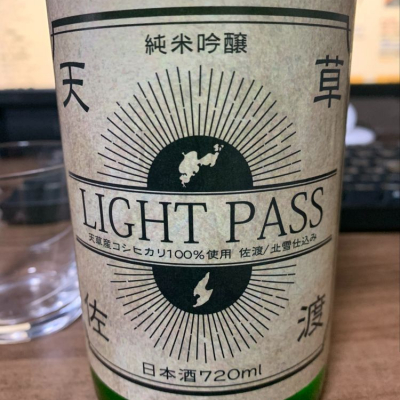 純米吟醸
天 草
LIGHT PASS
天草産コシヒカリ100%使用 佐渡/北雪仕込み
佐 渡
日本酒720ml